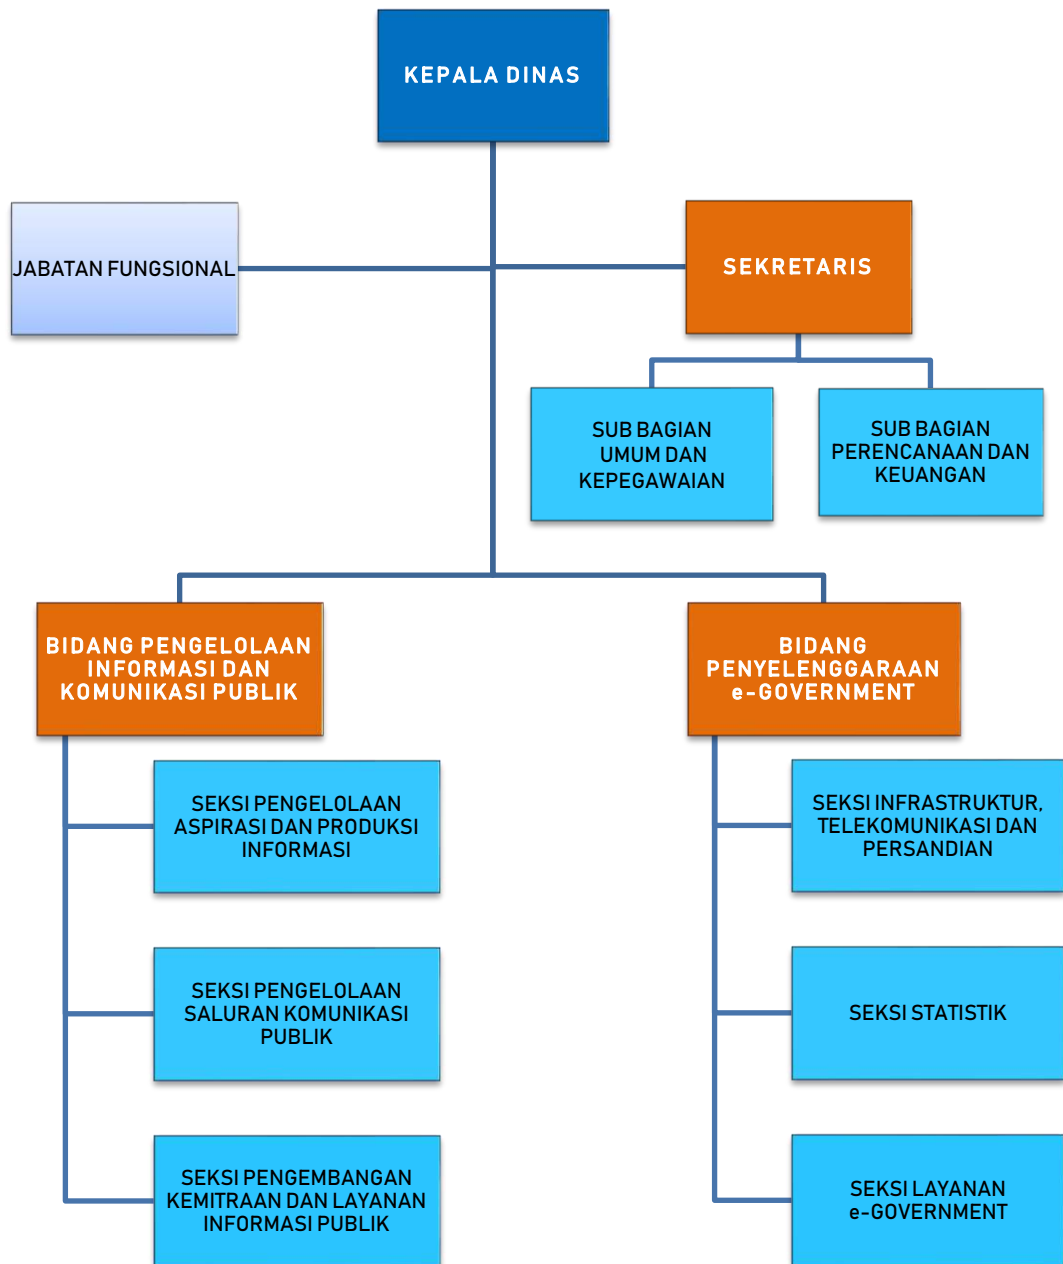 KEPALA DINAS
JABATAN FUNGSIONAL
SEKRETARIS
SUB BAGIAN
UMUM DAN
KEPEGAWAIAN
SUB BAGIAN
PERENCANAAN DAN
KEUANGAN
BIDANG PENGELOLAAN
INFORMASI DAN
KOMUNIKASI PUBLIK
BIDANG
PENYELENGGARAAN
e-GOVERNMENT
SEKSI PENGELOLAAN
ASPIRASI DAN PRODUKSI
INFORMASI
SEKSI INFRASTRUKTUR,
TELEKOMUNIKASI DAN
PERSANDIAN
SEKSI PENGELOLAAN
SALURAN KOMUNIKASI
PUBLIK
SEKSI STATISTIK
SEKSI PENGEMBANGAN
KEMITRAAN DAN LAYANAN
INFORMASI PUBLIK
SEKSI LAYANAN
e-GOVERNMENT